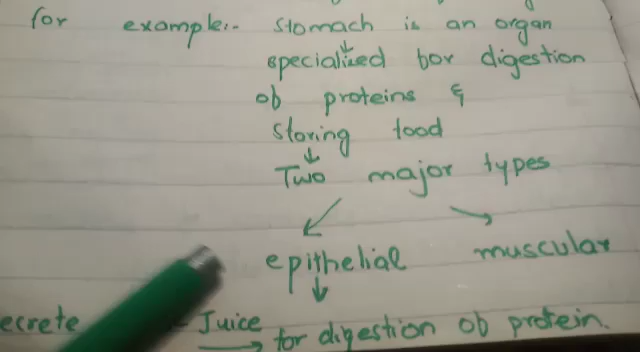 for example:- Stomach is an organ
specialized for digestion
of proteins &
storing food
Two major types
epithelial muscular
ecrete Juice
for digestion of protein.